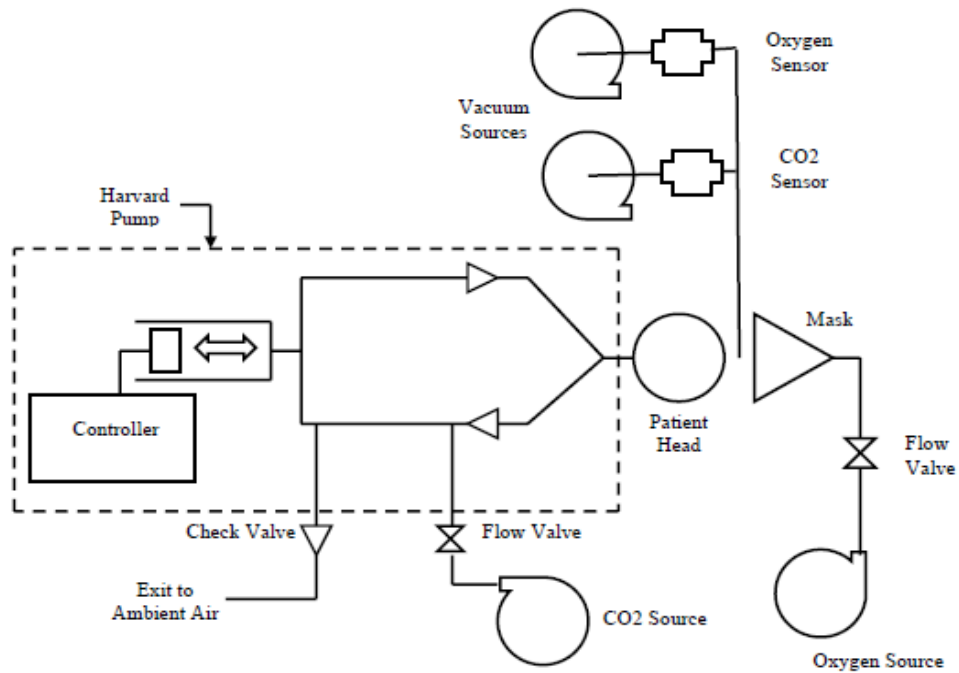 Oxygen
Sensor
Vacuum
Sources
CO2
Sensor
Harvard
Pump
Mask
Controller
Patient
Head
Flow
Valve
Check Valve
Flow Valve
Exit to
Ambient Air
CO2 Source
Oxygen Source